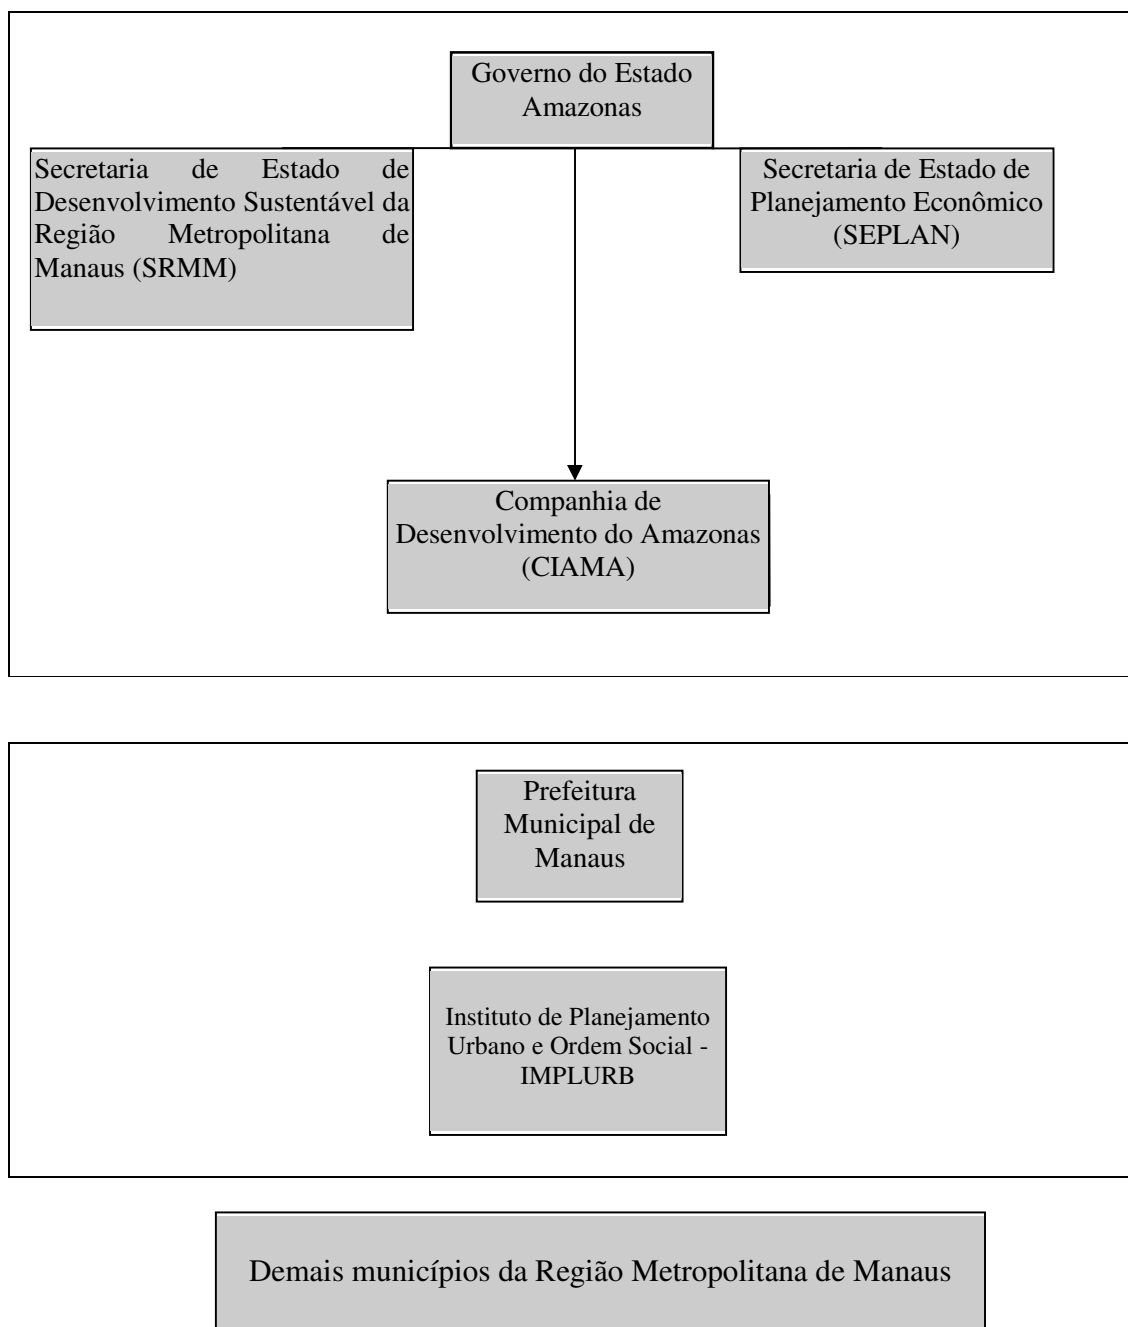 Governo do Estado
Amazonas
Secretaria de Estado de
Desenvolvimento Sustentável da
Região Metropolitana de
Manaus (SRMM)
Secretaria de Estado de
Planejamento Econômico
(SEPLAN)
Companhia de
Desenvolvimento do Amazonas
(CIAMA)
Prefeitura
Municipal de
Manaus
Instituto de Planejamento
Urbano e Ordem Social -
IMPLURB
Demais municípios da Região Metropolitana de Manaus